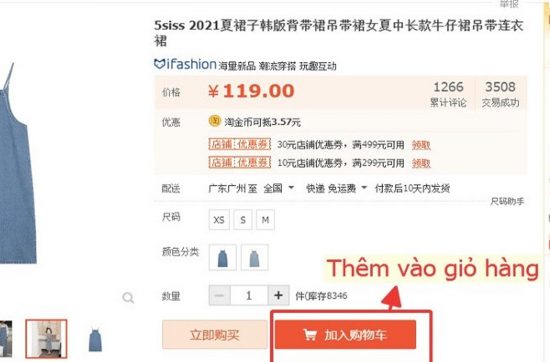 举报
5siss 2021夏裙子韩版背带裙吊带裙女夏中长款牛仔裙吊带连衣
裙
ifashion 海量新品 潮流穿搭 玩趣互动
价格 ¥119.00 1266 累计评论 3508 交易成功
优惠 淘金币可抵3.57元
店铺优惠券 30元店铺优惠券，满499元可用 领取
店铺优惠券 10元店铺优惠券，满299元可用 领取
配送 广东广州 至 全国 快递 免运费 付款后10天内发货
尺码助手
尺码 XS S M
颜色分类
Thêm vào giỏ hàng
数量 − 1 + 件(库存8346
立即购买 加入购物车